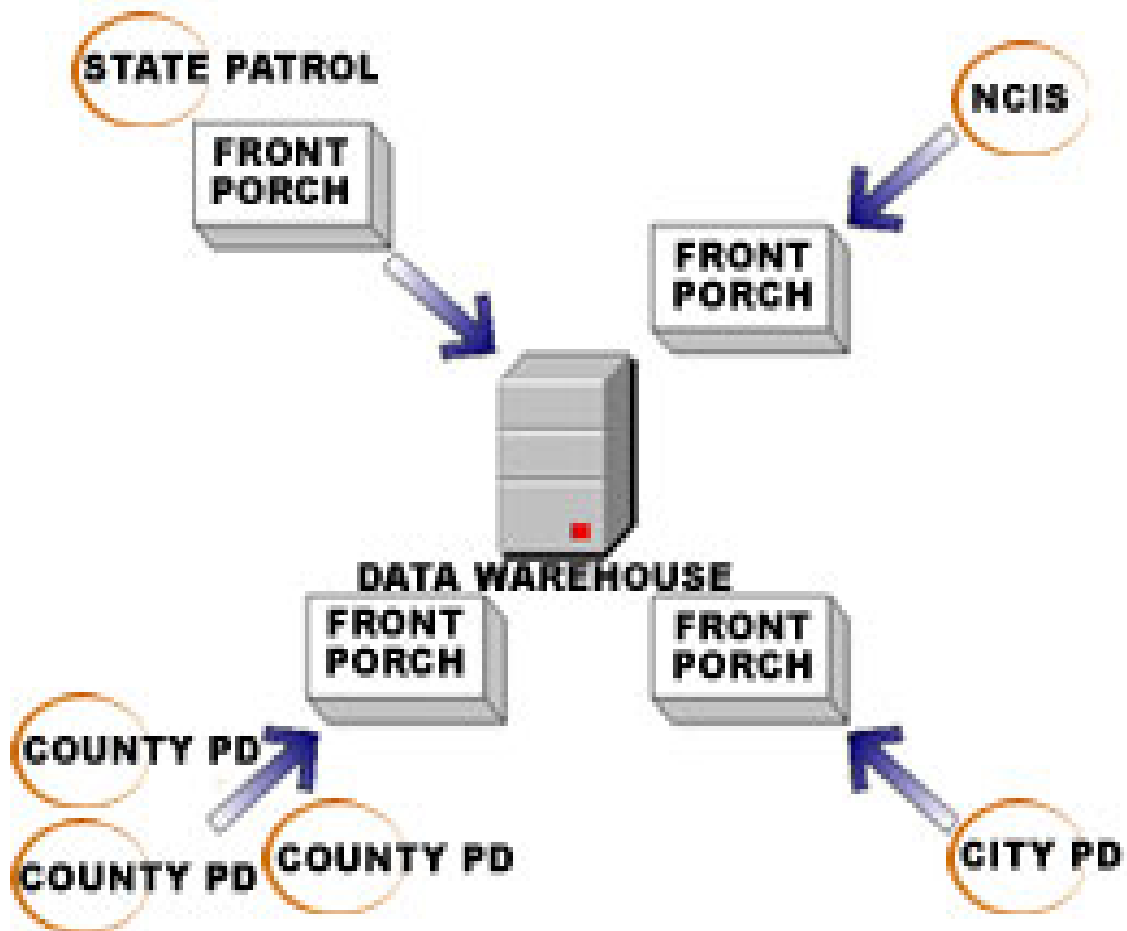 STATE PATROL
NCIS
FRONT
PORCH
FRONT
PORCH
DATA WAREHOUSE
FRONT
PORCH
FRONT
PORCH
COUNTY PD
COUNTY PD
COUNTY PD
CITY PD